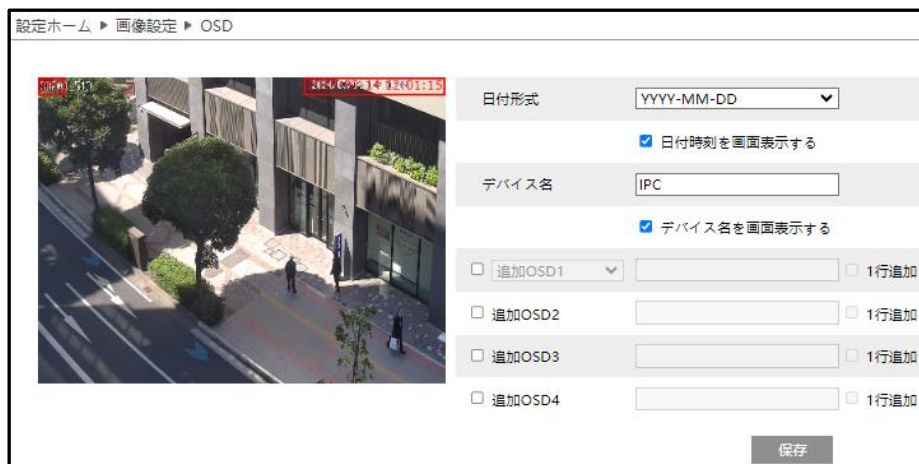 設定ホーム ▶ 画像設定 ▶ OSD
日付形式 YYYY-MM-DD
日付時刻を画面表示する
デバイス名 IPC
デバイス名を画面表示する
追加OSD1 1行追加
追加OSD2 1行追加
追加OSD3 1行追加
追加OSD4 1行追加
保存